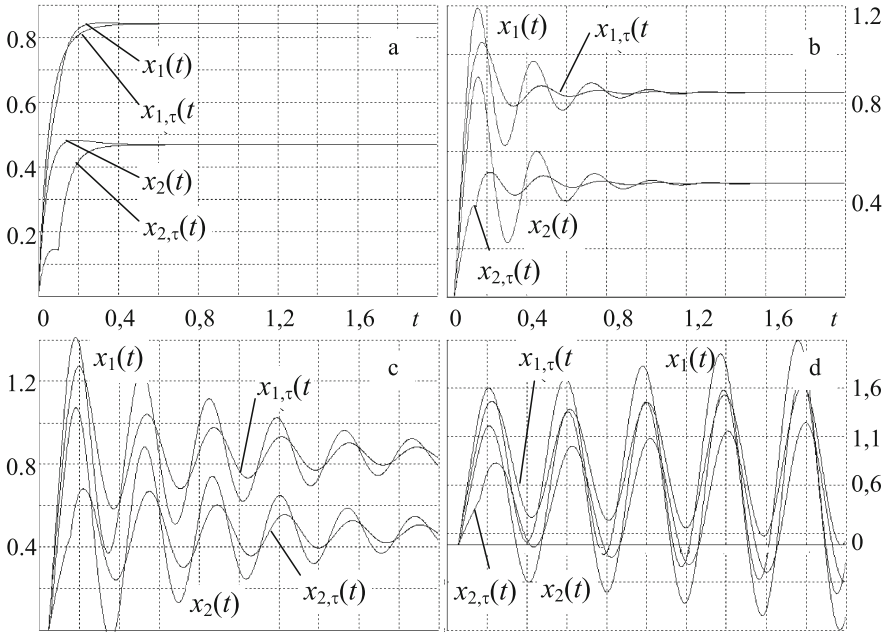 0.8
0.6
0.4
0.2
a
x₁(t)
x₁,τ(t
x₂(t)
x₂,τ(t)
0 0,4 0,8 1,2 1,6 t
x₁(t)
x₁,τ(t
b
1.2
0.8
0.4
x₂(t)
x₂,τ(t)
0 0,4 0,8 1,2 1,6 t
x₁(t)
c
1.2
0.8
0.4
x₁,τ(t
x₂(t)
x₂,τ(t)
x₁,τ(t
x₁(t)
d
1,6
1,1
0,6
0
x₂,τ(t)
x₂(t)